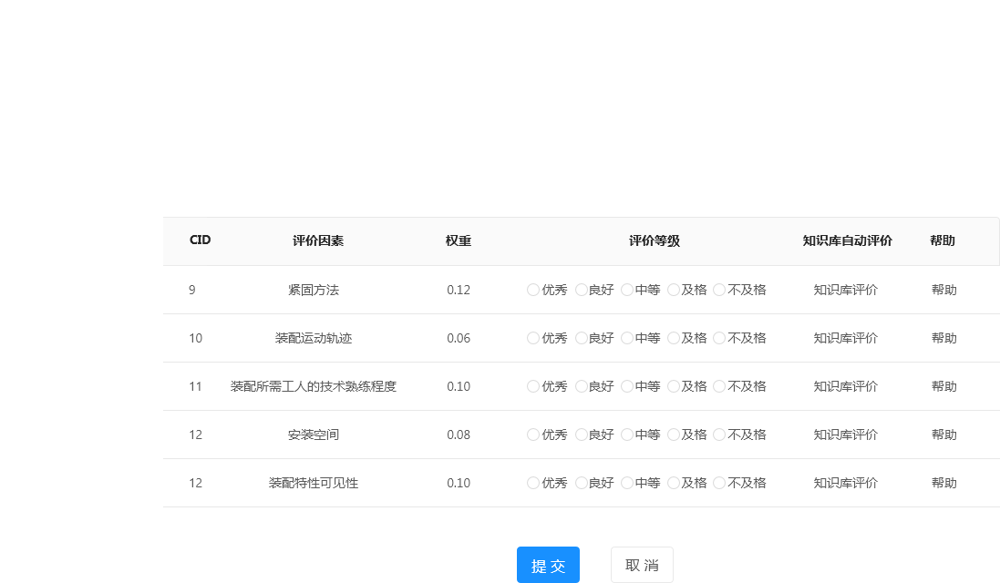 CID 评价因素 权重 评价等级 知识库自动评价 帮助
9 紧固方法 0.12 优秀 良好 中等 及格 不及格 知识库评价 帮助
10 装配运动轨迹 0.06 优秀 良好 中等 及格 不及格 知识库评价 帮助
11 装配所需工人的技术熟练程度 0.10 优秀 良好 中等 及格 不及格 知识库评价 帮助
12 安装空间 0.08 优秀 良好 中等 及格 不及格 知识库评价 帮助
12 装配特性可见性 0.10 优秀 良好 中等 及格 不及格 知识库评价 帮助
提 交 取 消